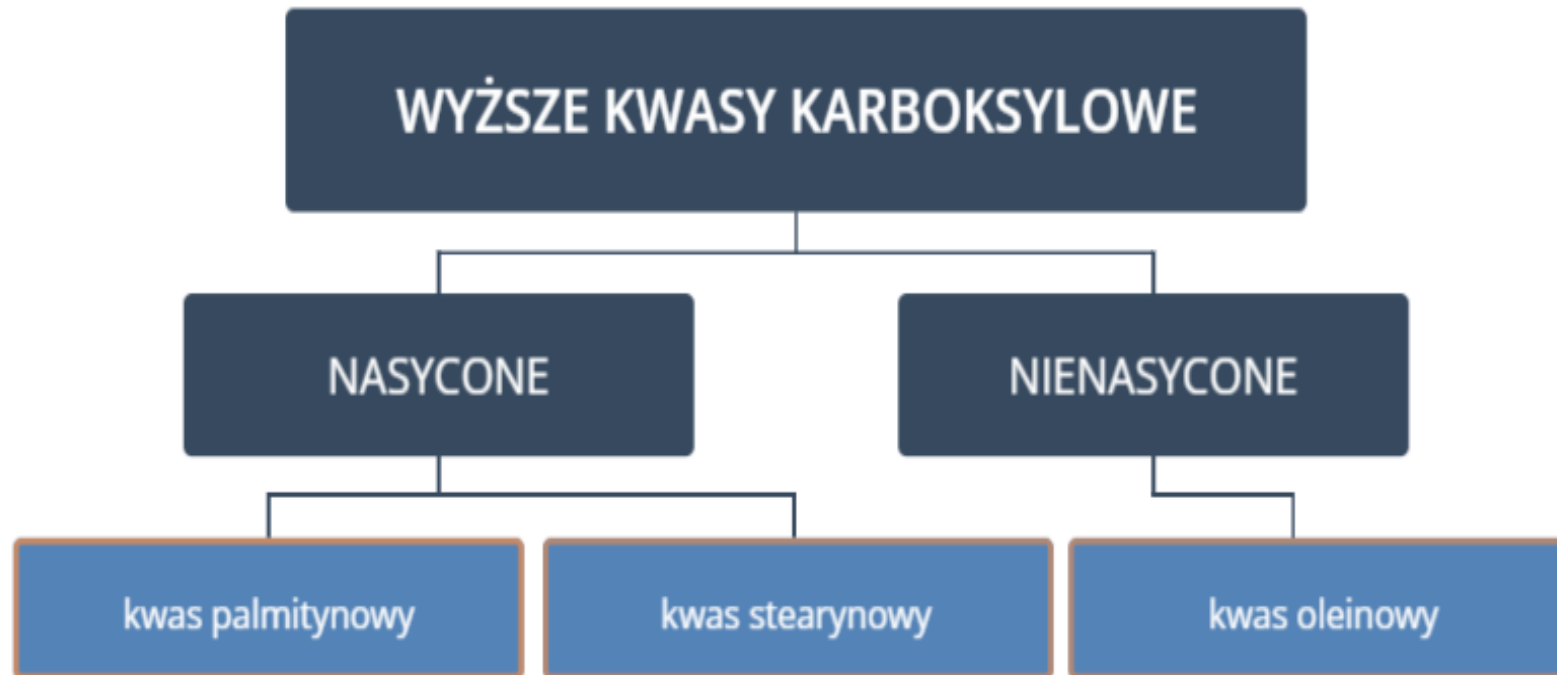 WYŻSZE KWASY KARBOKSYLOWE
NASYCONE
NIENASYCONE
kwas palmitynowy
kwas stearynowy
kwas oleinowy